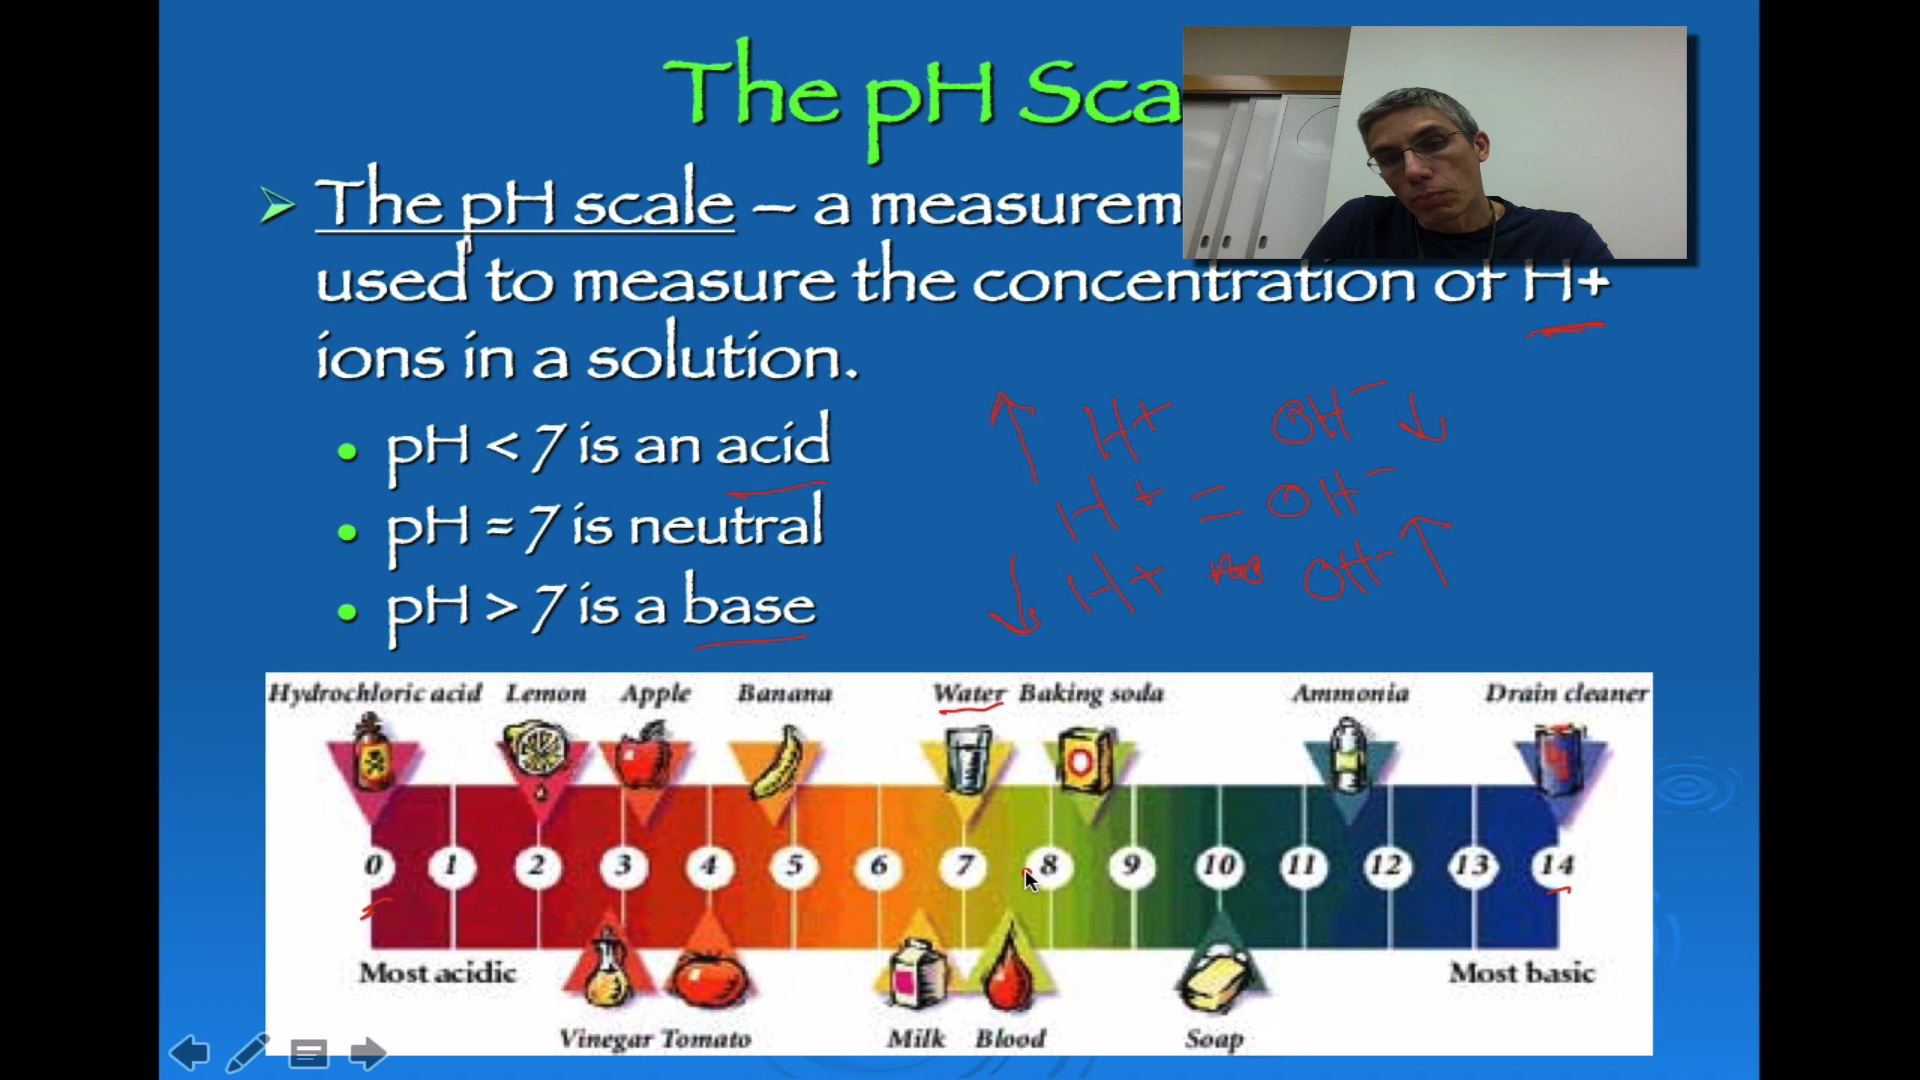 The pH Sca
The pH scale – a measurem
used to measure the concentration of H+
ions in a solution.
pH < 7 is an acid
pH = 7 is neutral
pH > 7 is a base
↑ H+ OH⁻ ↓
H+ = OH⁻
↓ H+ OH⁻ ↑
Hydrochloric acid Lemon Apple Banana Water Baking soda Ammonia Drain cleaner
0 1 2 3 4 5 6 7 8 9 10 11 12 13 14
Most acidic Most basic
Vinegar Tomato Milk Blood Soap